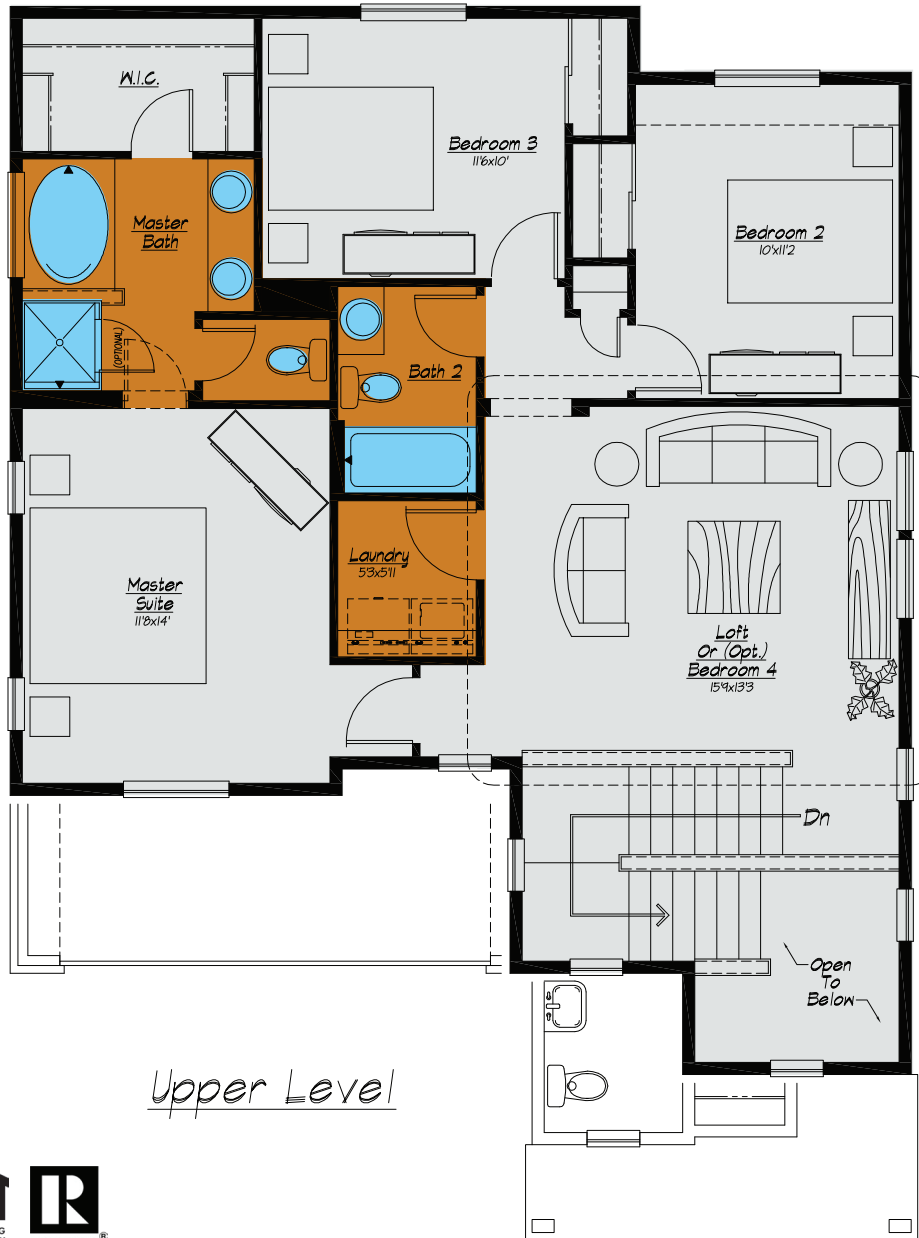 W.I.C.
Bedroom 3
11'6x10'
Master
Bath
Bedroom 2
10'x11'2
(OPTIONAL)
Bath 2
Laundry
5'3x5'11
Master
Suite
11'8x14'
Loft
Or (Opt.)
Bedroom 4
15'9x13'3
Dn
Open
To
Below
Upper Level
R
®